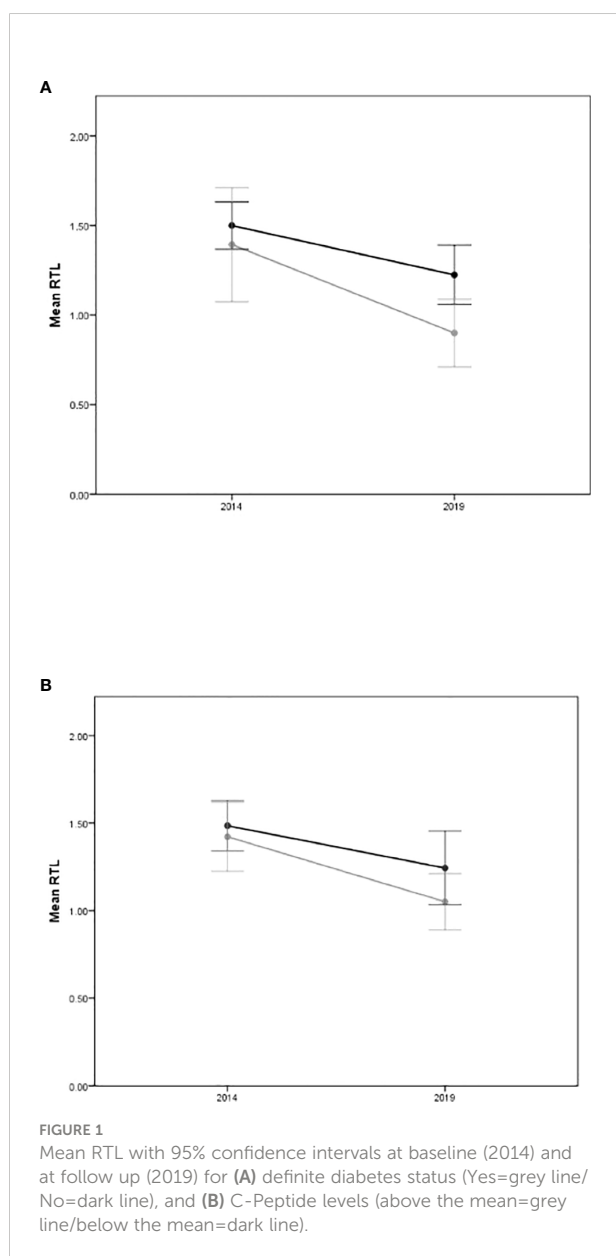 A
2.00
1.50
1.00
0.50
0.00
Mean RTL
2014 2019
B
2.00
1.50
1.00
0.50
0.00
Mean RTL
2014 2019
FIGURE 1
Mean RTL with 95% confidence intervals at baseline (2014) and
at follow up (2019) for (A) definite diabetes status (Yes=grey line/
No=dark line), and (B) C-Peptide levels (above the mean=grey
line/below the mean=dark line).